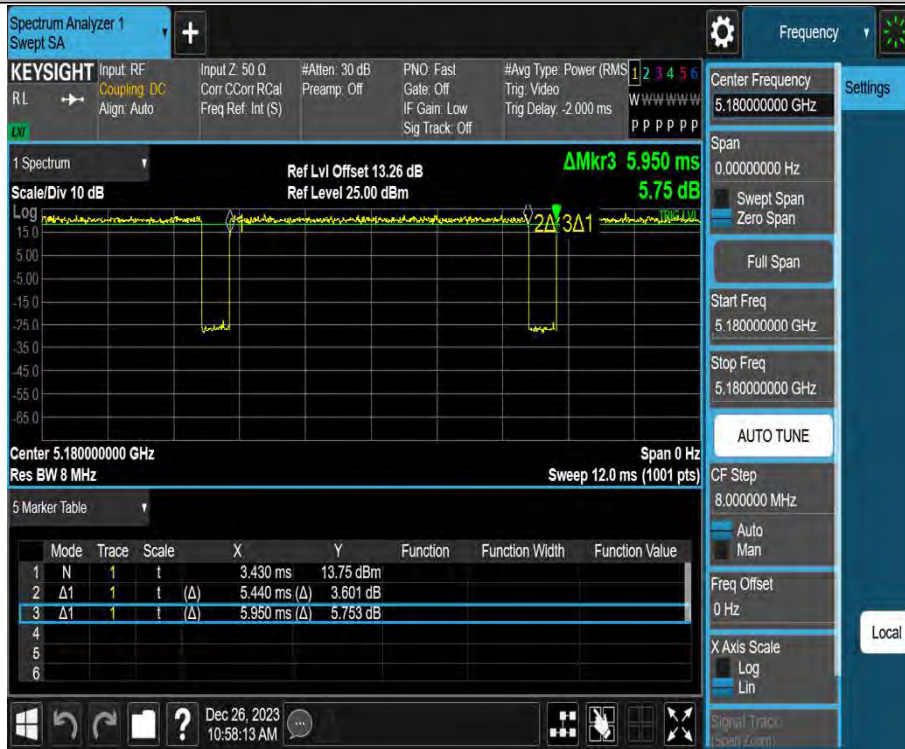 Spectrum Analyzer 1
Swept SA
+
Frequency
KEYSIGHT
RL
LXI
Input: RF
Coupling: DC
Align: Auto
Input Z: 50 Ω
Corr CCorr RCal
Freq Ref: Int (S)
#Atten: 30 dB
Preamp: Off
PNO: Fast
Gate: Off
IF Gain: Low
Sig Track: Off
#Avg Type: Power (RMS
Trig: Video
Trig Delay: -2.000 ms
1 2 3 4 5 6
W W W W W W
P P P P P P
1 Spectrum
Scale/Div 10 dB
Ref Lvl Offset 13.26 dB
Ref Level 25.00 dBm
ΔMkr3 5.950 ms
5.75 dB
Log
15.0
5.00
-5.00
-15.0
-25.0
-35.0
-45.0
-55.0
-65.0
1
2Δ1
3Δ1
TRIG LVL
Center 5.180000000 GHz
Res BW 8 MHz
Span 0 Hz
Sweep 12.0 ms (1001 pts)
5 Marker Table
Mode Trace Scale X Y Function Function Width Function Value
1 N 1 t 3.430 ms 13.75 dBm
2 Δ1 1 t (Δ) 5.440 ms (Δ) 3.601 dB
3 Δ1 1 t (Δ) 5.950 ms (Δ) 5.753 dB
4
5
6
?
Dec 26, 2023
10:58:13 AM
Center Frequency
5.180000000 GHz
Span
0.00000000 Hz
Swept Span
Zero Span
Full Span
Start Freq
5.180000000 GHz
Stop Freq
5.180000000 GHz
AUTO TUNE
CF Step
8.000000 MHz
Auto
Man
Freq Offset
0 Hz
X Axis Scale
Log
Lin
Signal Track
(Span Zoom)
Settings
Local